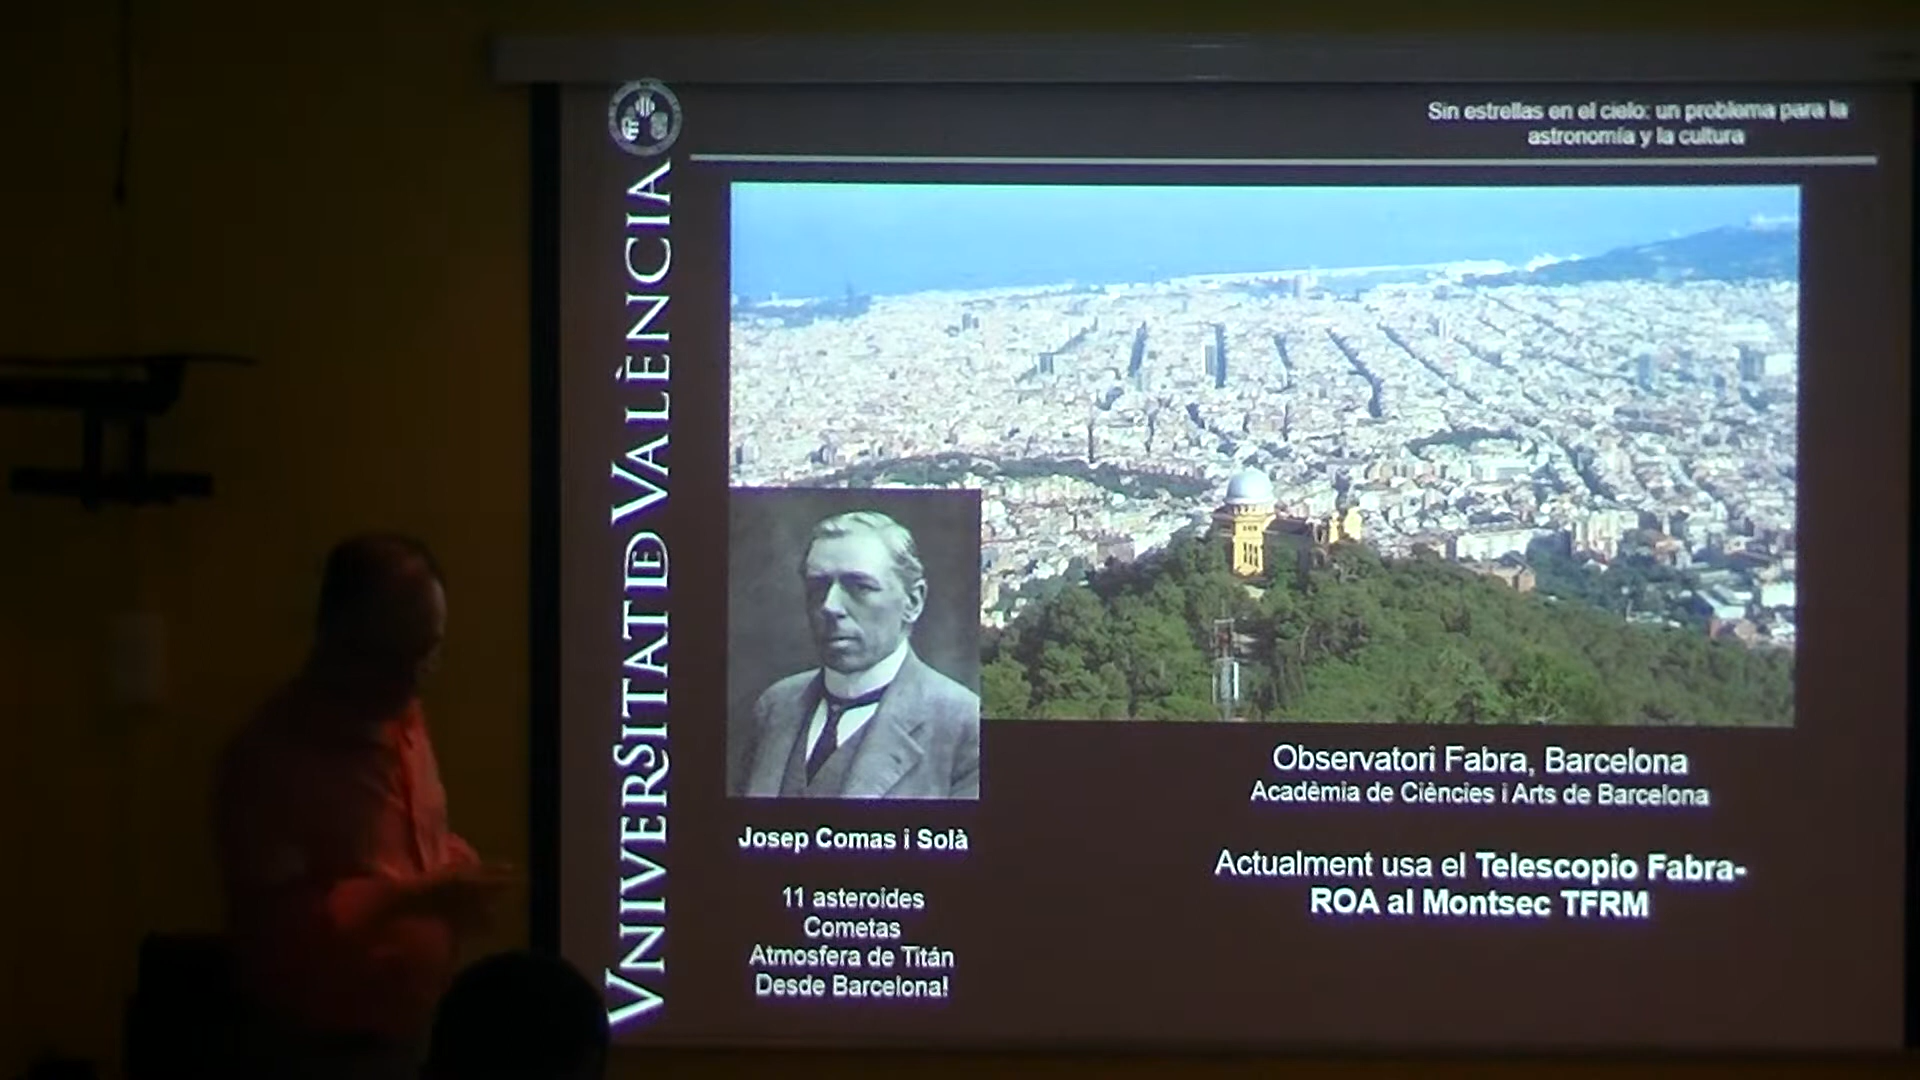 Sin estrellas en el cielo: un problema para la
astronomía y la cultura
VNIVERSITATD VALÈNCIA
Josep Comas i Solà
11 asteroides
Cometas
Atmosfera de Titán
Desde Barcelona!
Observatori Fabra, Barcelona
Acadèmia de Ciències i Arts de Barcelona
Actualment usa el Telescopio Fabra-
ROA al Montsec TFRM